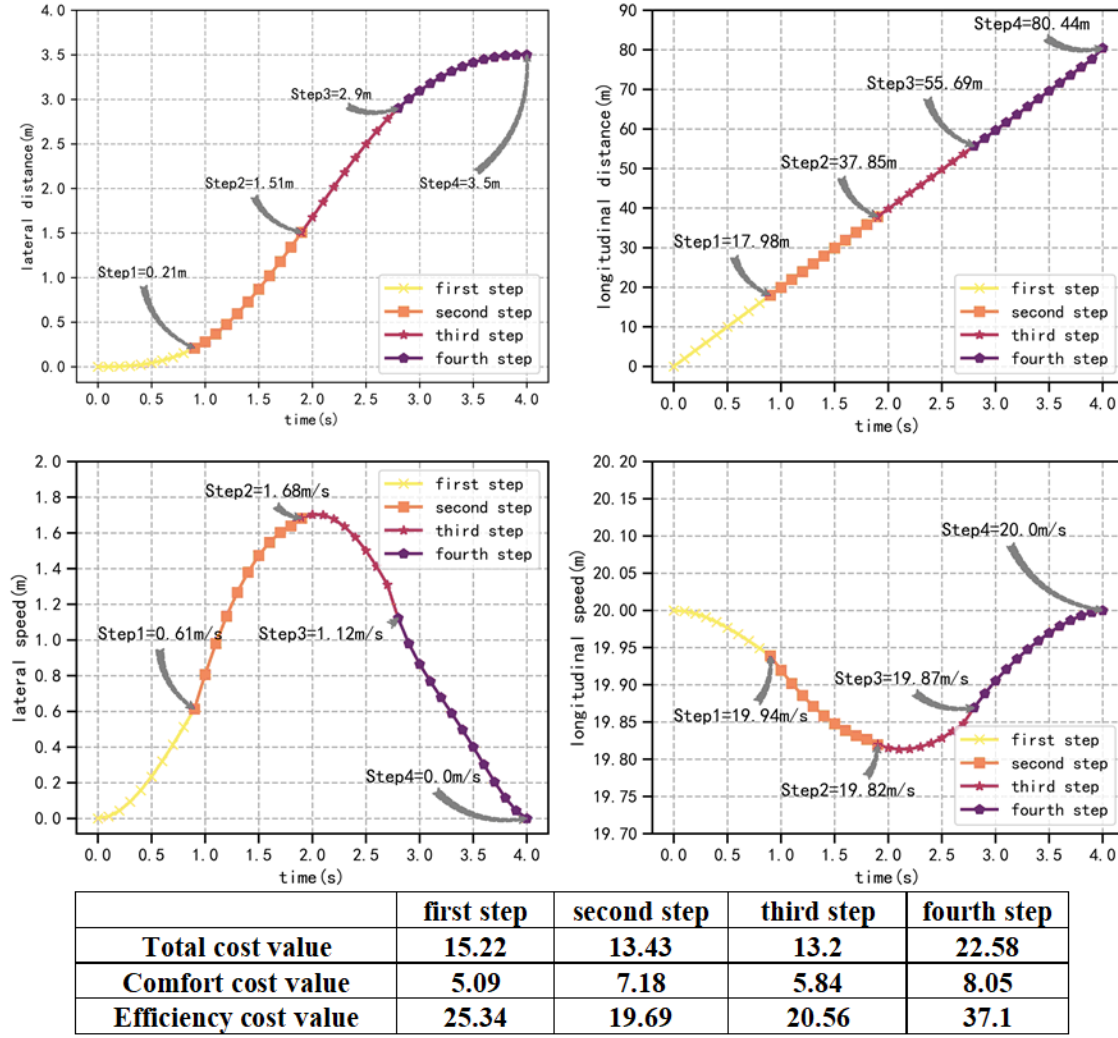 4.0
3.5
3.0
2.5
2.0
1.5
1.0
0.5
0.0
lateral distance(m)
Step1=0.21m
Step2=1.51m
Step3=2.9m
Step4=3.5m
first step
second step
third step
fourth step
0.0 0.5 1.0 1.5 2.0 2.5 3.0 3.5 4.0
time(s)
90
80
70
60
50
40
30
20
10
0
longitudinal distance(m)
Step4=80.44m
Step3=55.69m
Step2=37.85m
Step1=17.98m
first step
second step
third step
fourth step
0.0 0.5 1.0 1.5 2.0 2.5 3.0 3.5 4.0
time(s)
2.0
1.8
1.6
1.4
1.2
1.0
0.8
0.6
0.4
0.2
0.0
lateral speed(m)
Step2=1.68m/s
Step1=0.61m/s
Step3=1.12m/s
Step4=0.0m/s
first step
second step
third step
fourth step
0.0 0.5 1.0 1.5 2.0 2.5 3.0 3.5 4.0
time(s)
20.20
20.15
20.10
20.05
20.00
19.95
19.90
19.85
19.80
19.75
19.70
longitudinal speed(m)
Step4=20.0m/s
Step3=19.87m/s
Step1=19.94m/s
Step2=19.82m/s
first step
second step
third step
fourth step
0.0 0.5 1.0 1.5 2.0 2.5 3.0 3.5 4.0
time(s)
first step second step third step fourth step
Total cost value 15.22 13.43 13.2 22.58
Comfort cost value 5.09 7.18 5.84 8.05
Efficiency cost value 25.34 19.69 20.56 37.1